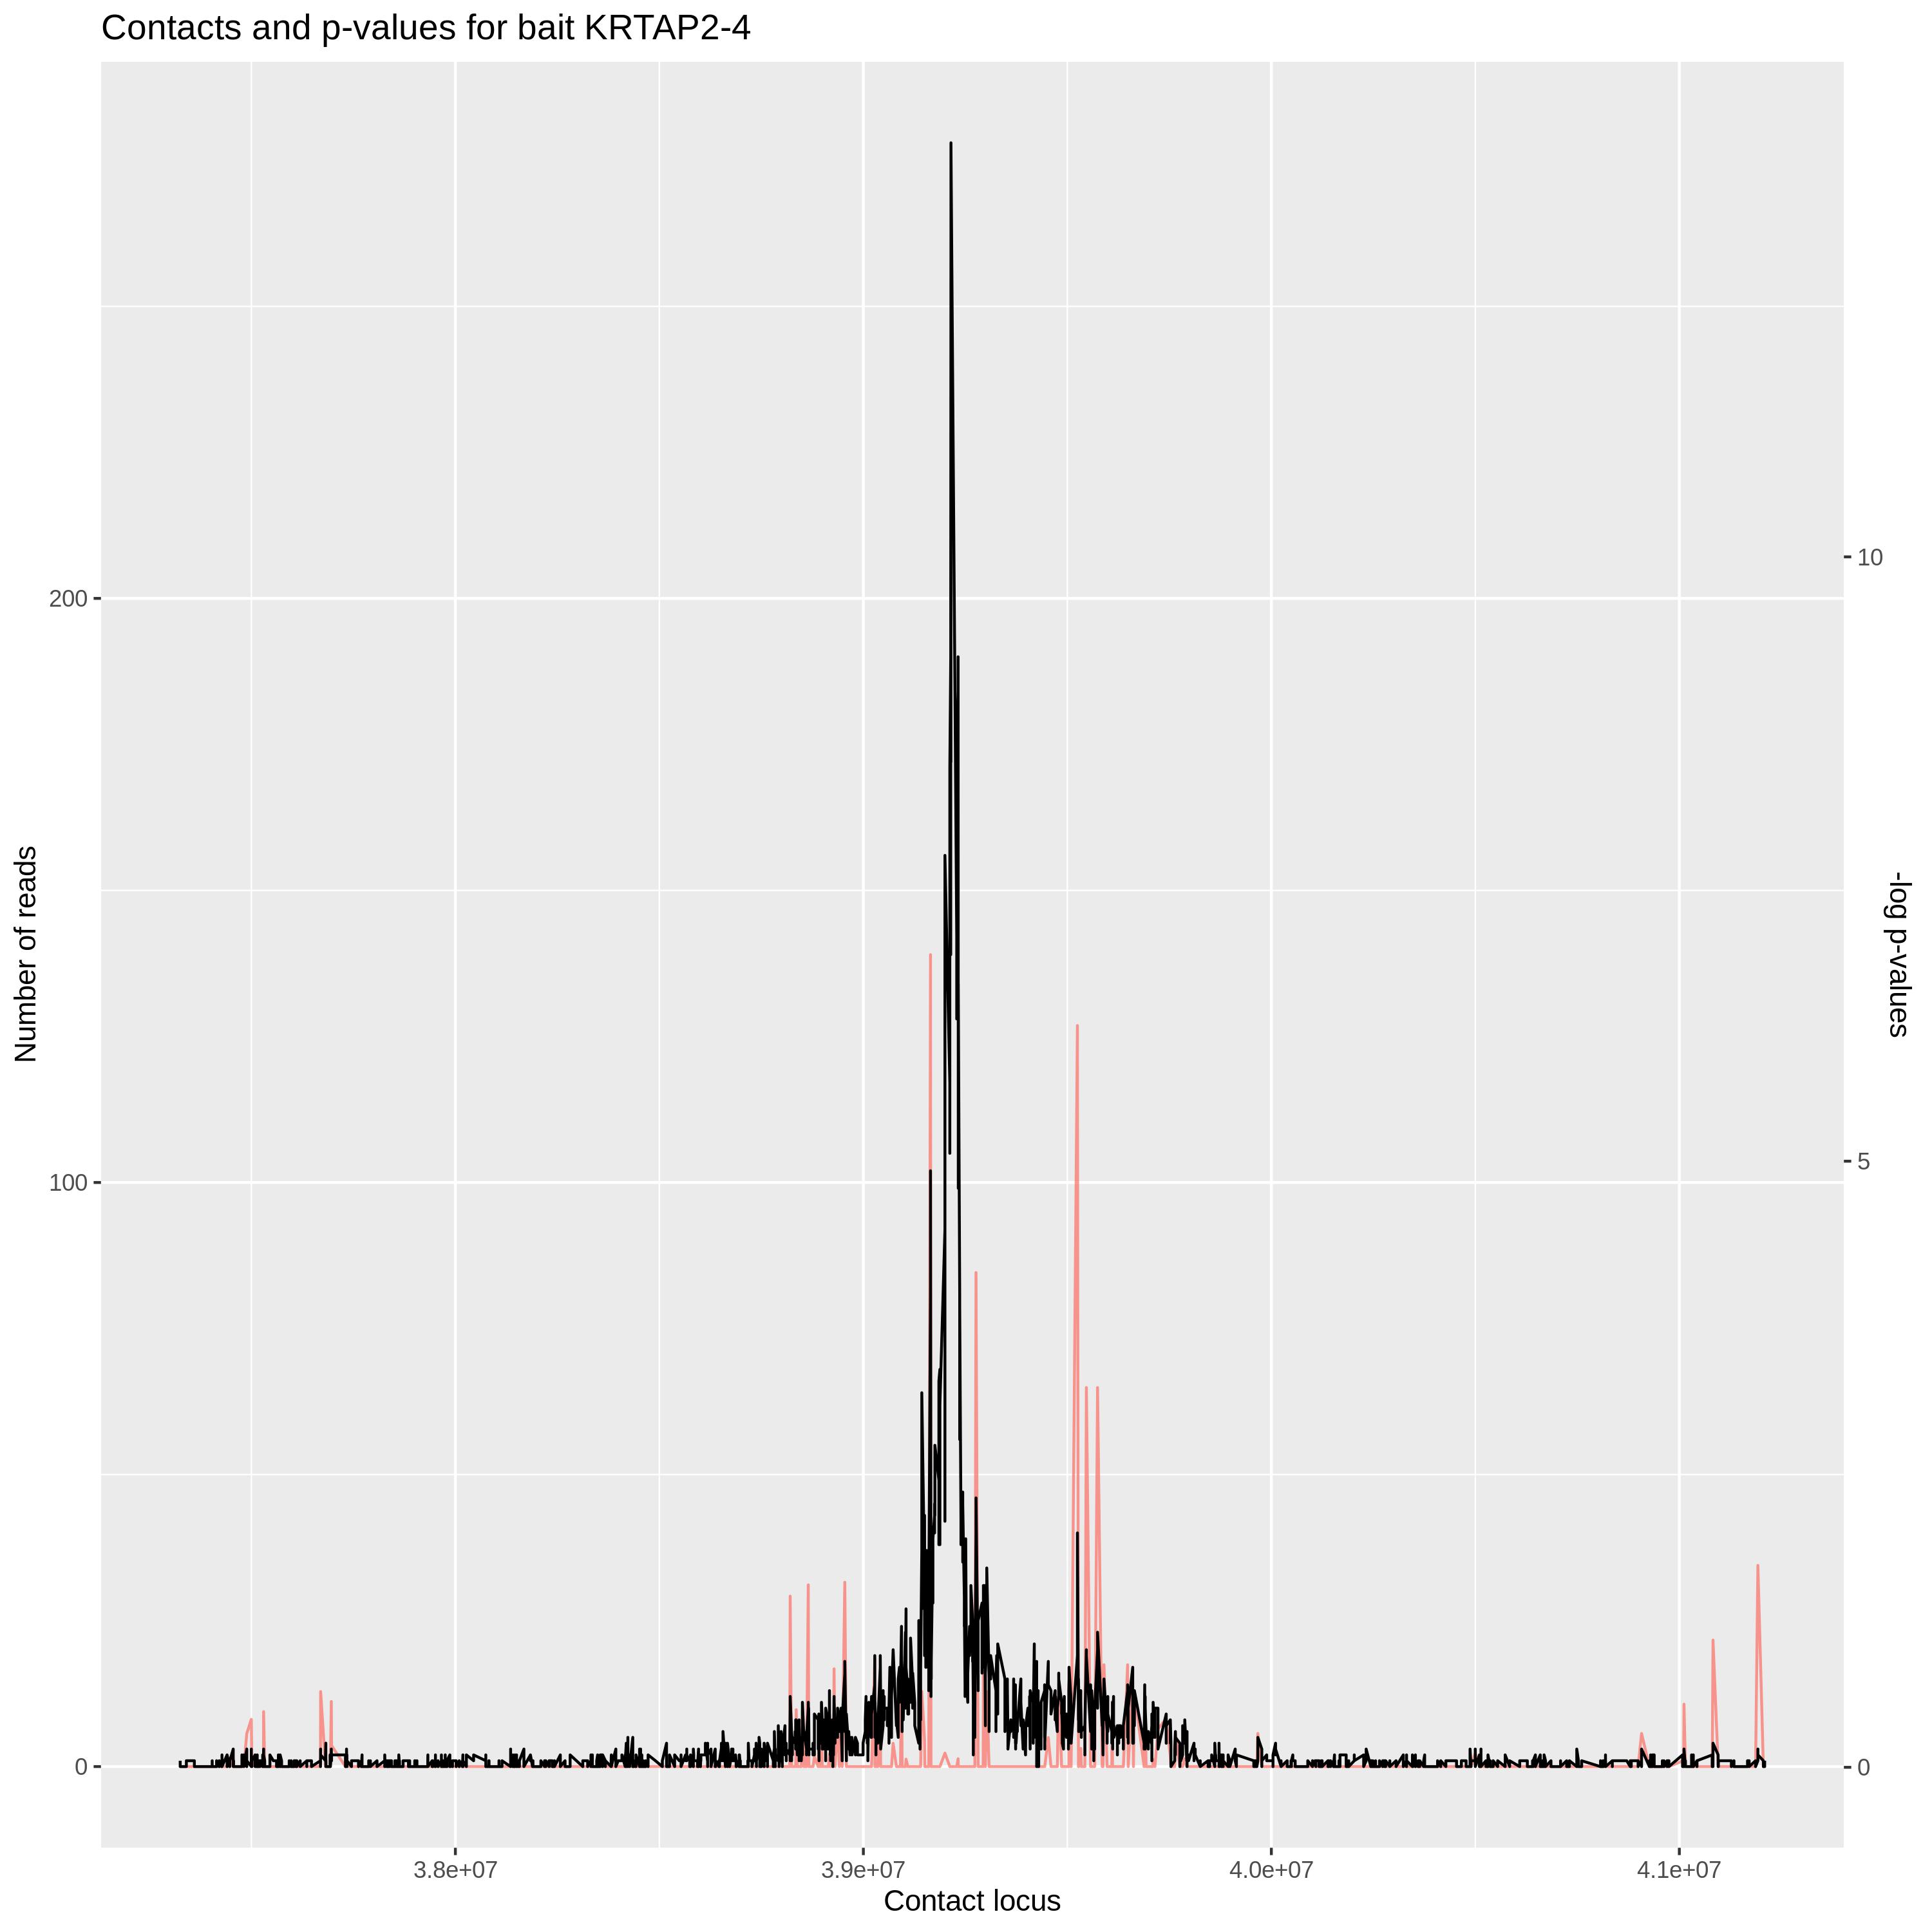 Contacts and p-values for bait KRTAP2-4
Number of reads
200
100
0
10
5
0
-log p-values
3.8e+07
3.9e+07
4.0e+07
4.1e+07
Contact locus